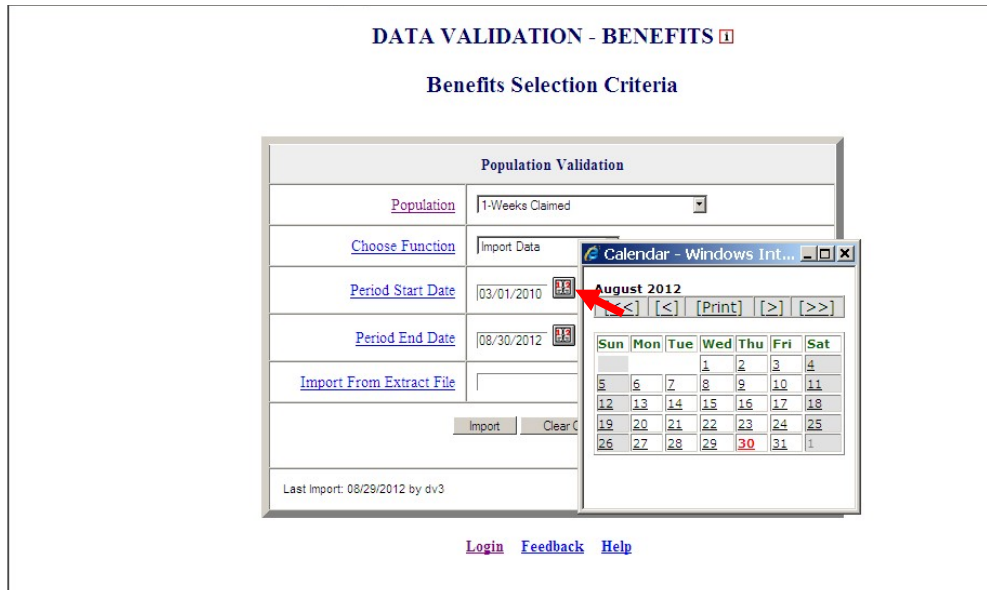 DATA VALIDATION - BENEFITS i
Benefits Selection Criteria
Population Validation
Population 1-Weeks Claimed
Choose Function Import Data
Period Start Date 03/01/2010
Period End Date 08/30/2012
Import From Extract File
Import Clear
Last Import: 08/29/2012 by dv3
Calendar - Windows Int...
August 2012
[<<] [<] [Print] [>] [>>]
Sun Mon Tue Wed Thu Fri Sat
1 2 3 4
5 6 7 8 9 10 11
12 13 14 15 16 17 18
19 20 21 22 23 24 25
26 27 28 29 30 31 1
Login Feedback Help